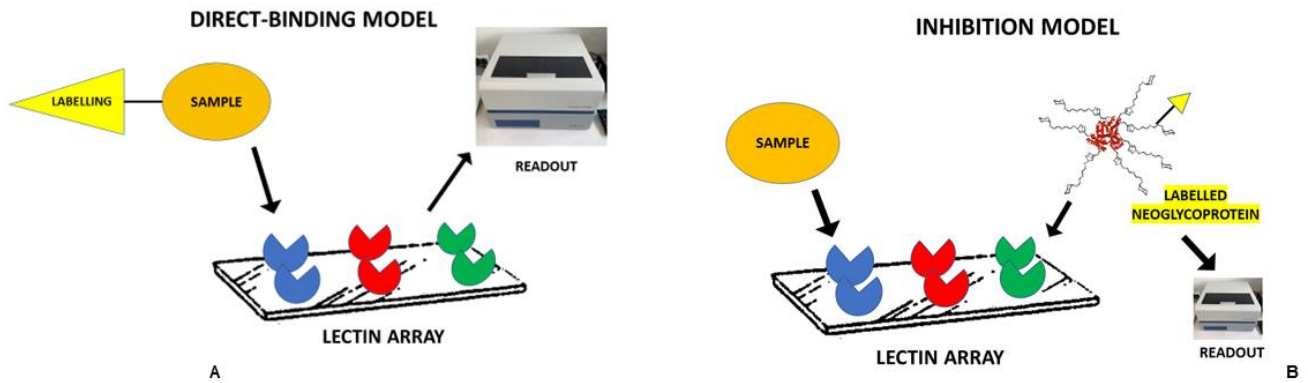 DIRECT-BINDING MODEL
LABELLING
SAMPLE
READOUT
LECTIN ARRAY
A
INHIBITION MODEL
SAMPLE
LABELLED
NEOGLYCOPROTEIN
LECTIN ARRAY
READOUT
B